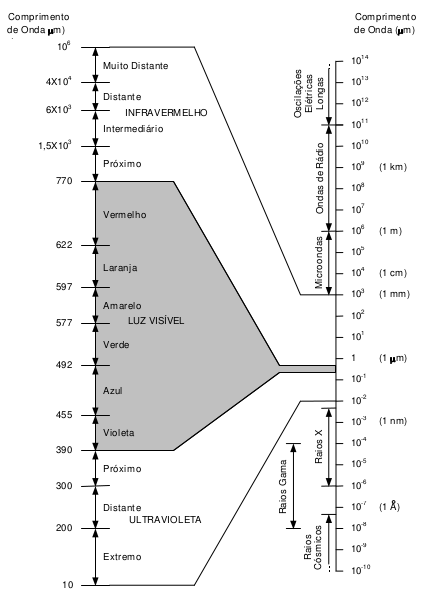 Comprimento
de Onda (µm)
10⁶
Muito Distante
4X10⁴
Distante
6X10³
INFRAVERMELHO
Intermediário
1,5X10³
Próximo
770
Vermelho
622
Laranja
597
Amarelo
577
LUZ VISÍVEL
Verde
492
Azul
455
Violeta
390
Próximo
300
Distante
ULTRAVIOLETA
200
Extremo
10
Comprimento
de Onda (µm)
10¹⁴
10¹³
10¹²
10¹¹
10¹⁰
10⁹ (1 km)
10⁸
10⁷
10⁶ (1 m)
10⁵
10⁴ (1 cm)
10³ (1 mm)
10²
10¹
1 (1 µm)
10⁻¹
10⁻²
10⁻³ (1 nm)
10⁻⁴
10⁻⁵
10⁻⁶
10⁻⁷ (1 Å)
10⁻⁸
10⁻⁹
10⁻¹⁰
Oscilações
Elétricas
Longas
Ondas de Rádio
Microondas
Raios X
Raios Gama
Raios
Cósmicos